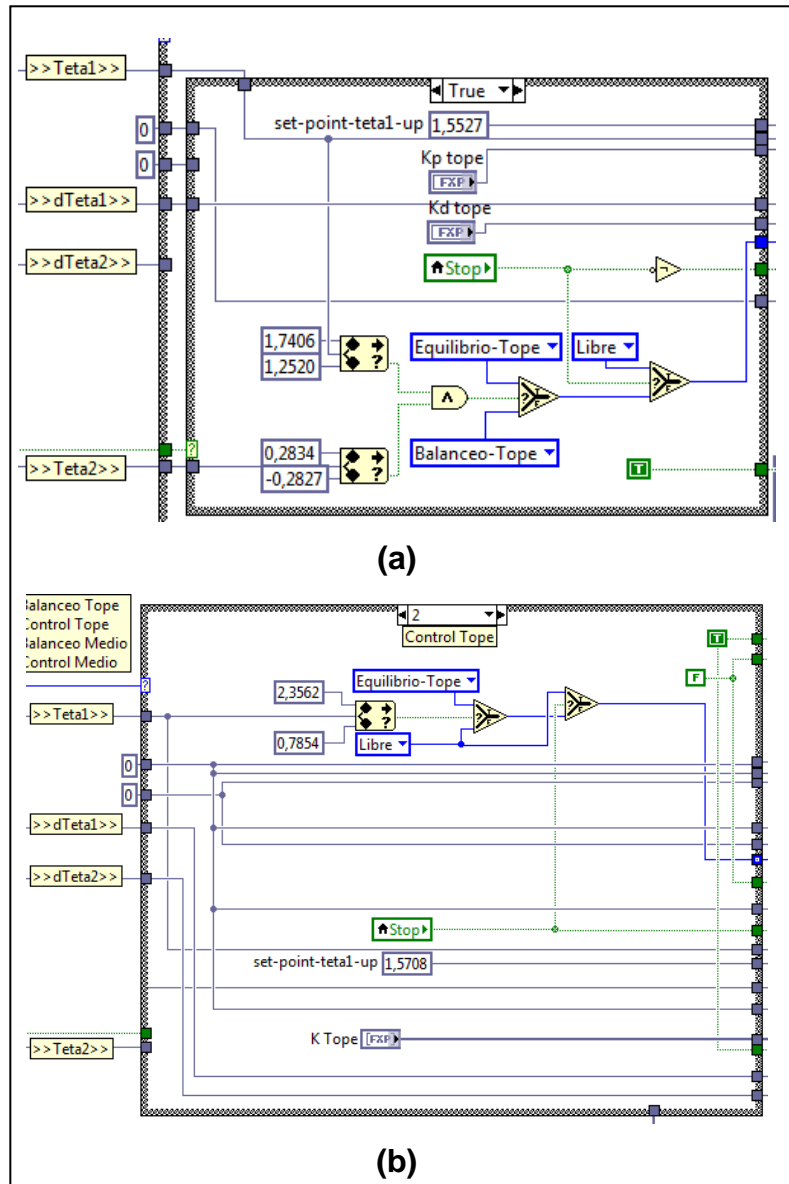 >>Teta1>>
True
set-point-teta1-up 1,5527
0
Kp tope
0
FXP
>>dTeta1>>
Kd tope
FXP
>>dTeta2>>
Stop
1,7406
Equilibrio-Tope Libre
1,2520
?
Λ
?
T
F
?
T
F
?
0,2834
Balanceo-Tope
>>Teta2>>
-0,2827
?
T
(a)
Balanceo Tope
2
Control Tope
Control Tope
Balanceo Medio
T
Control Medio
F
?
Equilibrio-Tope
2,3562
>>Teta1>>
?
?
T
F
?
T
F
0,7854
Libre
0
0
>>dTeta1>>
>>dTeta2>>
Stop
set-point-teta1-up 1,5708
K Tope [FXP]
>>Teta2>>
(b)